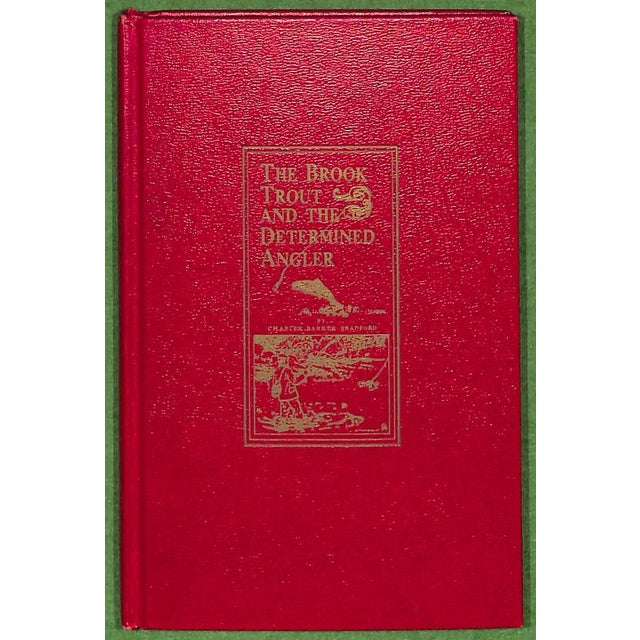 THE BROOK
TROUT
AND THE
DETERMINED
ANGLER
BY
CHARLES BARKER BRADFORD